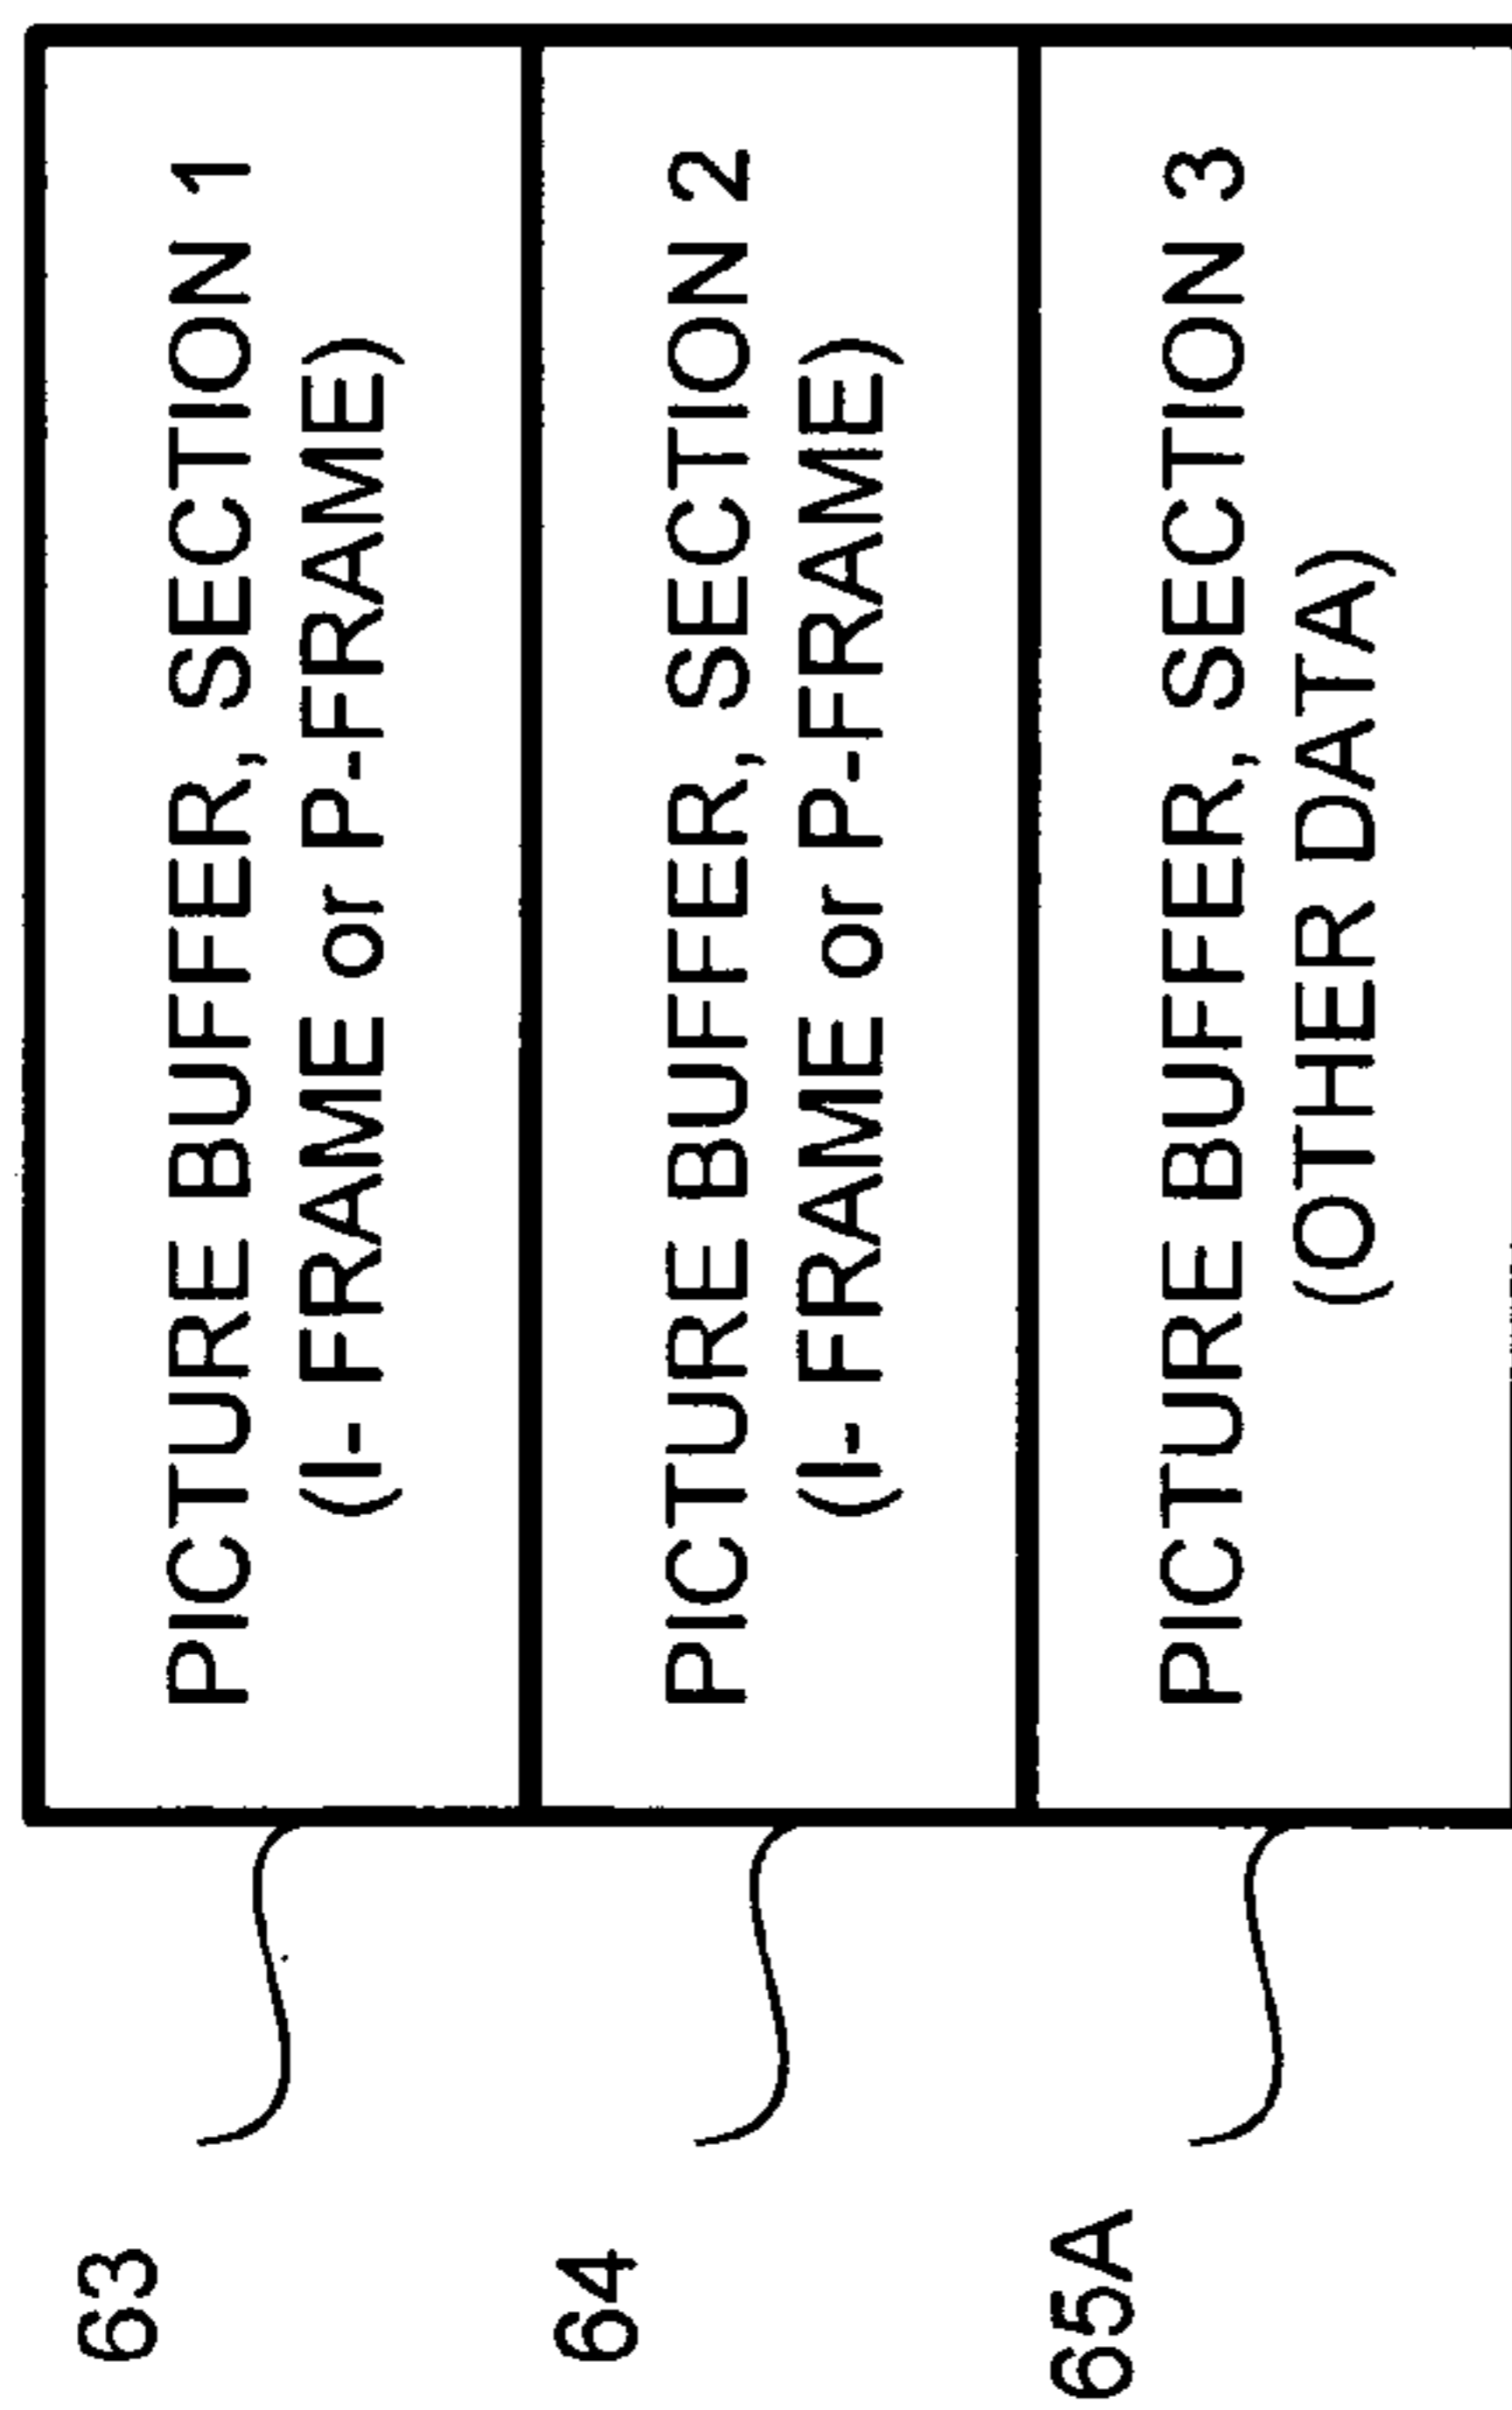 63
PICTURE BUFFER, SECTION 1
(I- FRAME or P-FRAME)
64
PICTURE BUFFER, SECTION 2
(I- FRAME or P-FRAME)
65A
PICTURE BUFFER, SECTION 3
(OTHER DATA)